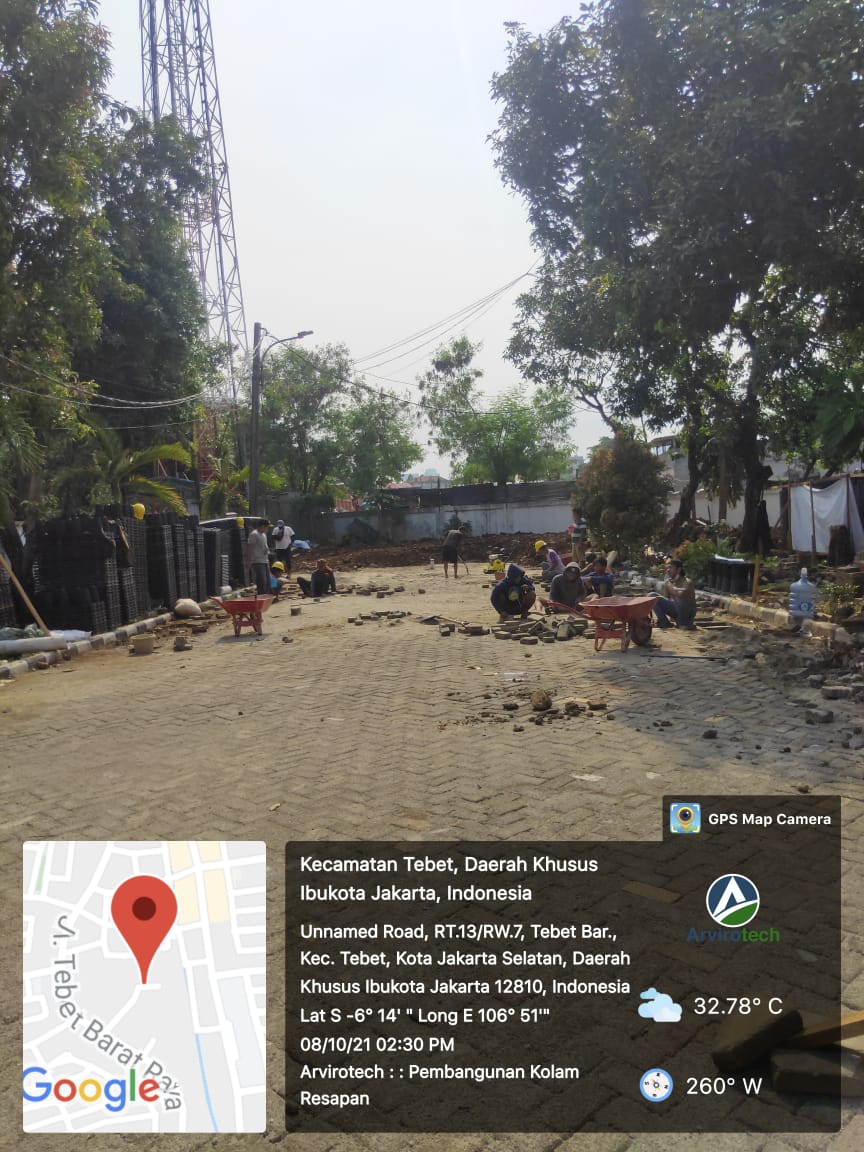 GPS Map Camera
Kecamatan Tebet, Daerah Khusus
Ibukota Jakarta, Indonesia
Unnamed Road, RT.13/RW.7, Tebet Bar.,
Kec. Tebet, Kota Jakarta Selatan, Daerah
Khusus Ibukota Jakarta 12810, Indonesia
Lat S -6° 14' " Long E 106° 51'"
08/10/21 02:30 PM
Arvirotech : : Pembangunan Kolam
Resapan
Arvirotech
32.78° C
260° W
Jl. Tebet Barat Raya
Google